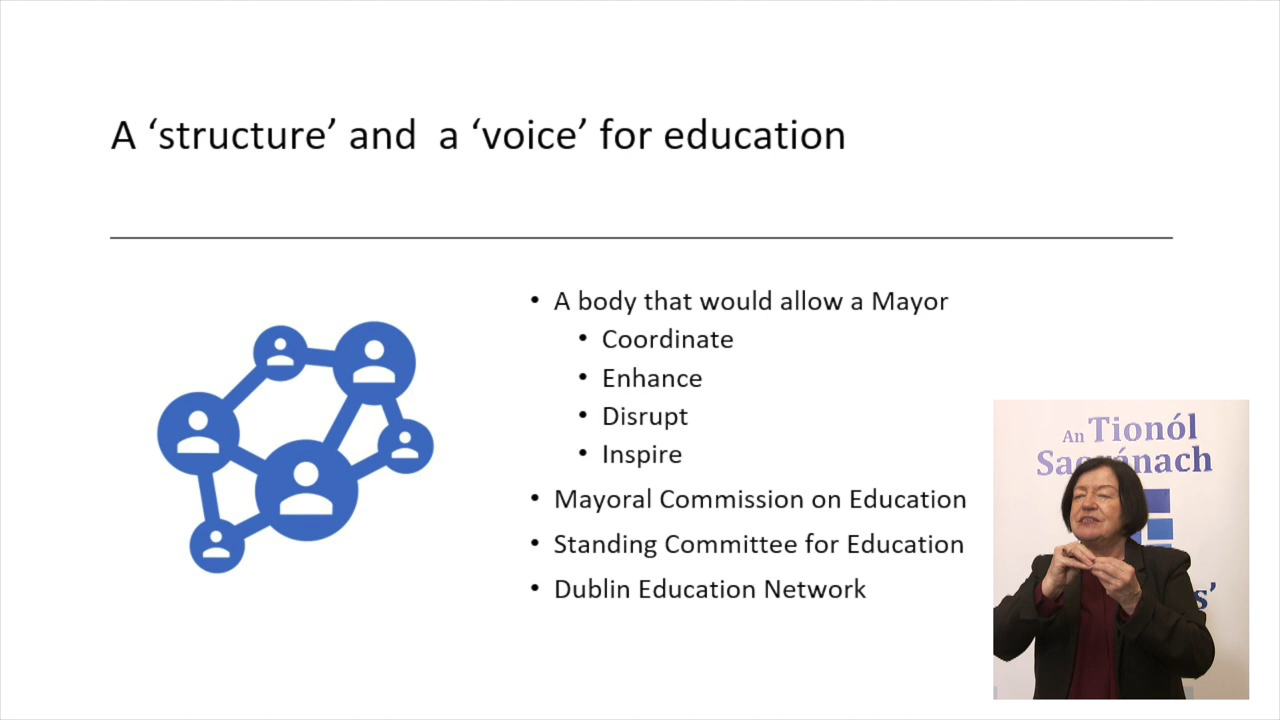 A ‘structure’ and  a ‘voice’ for education
• A body that would allow a Mayor
• Coordinate
• Enhance
• Disrupt
• Inspire
• Mayoral Commission on Education
• Standing Committee for Education
• Dublin Education Network
An Tionól
s’